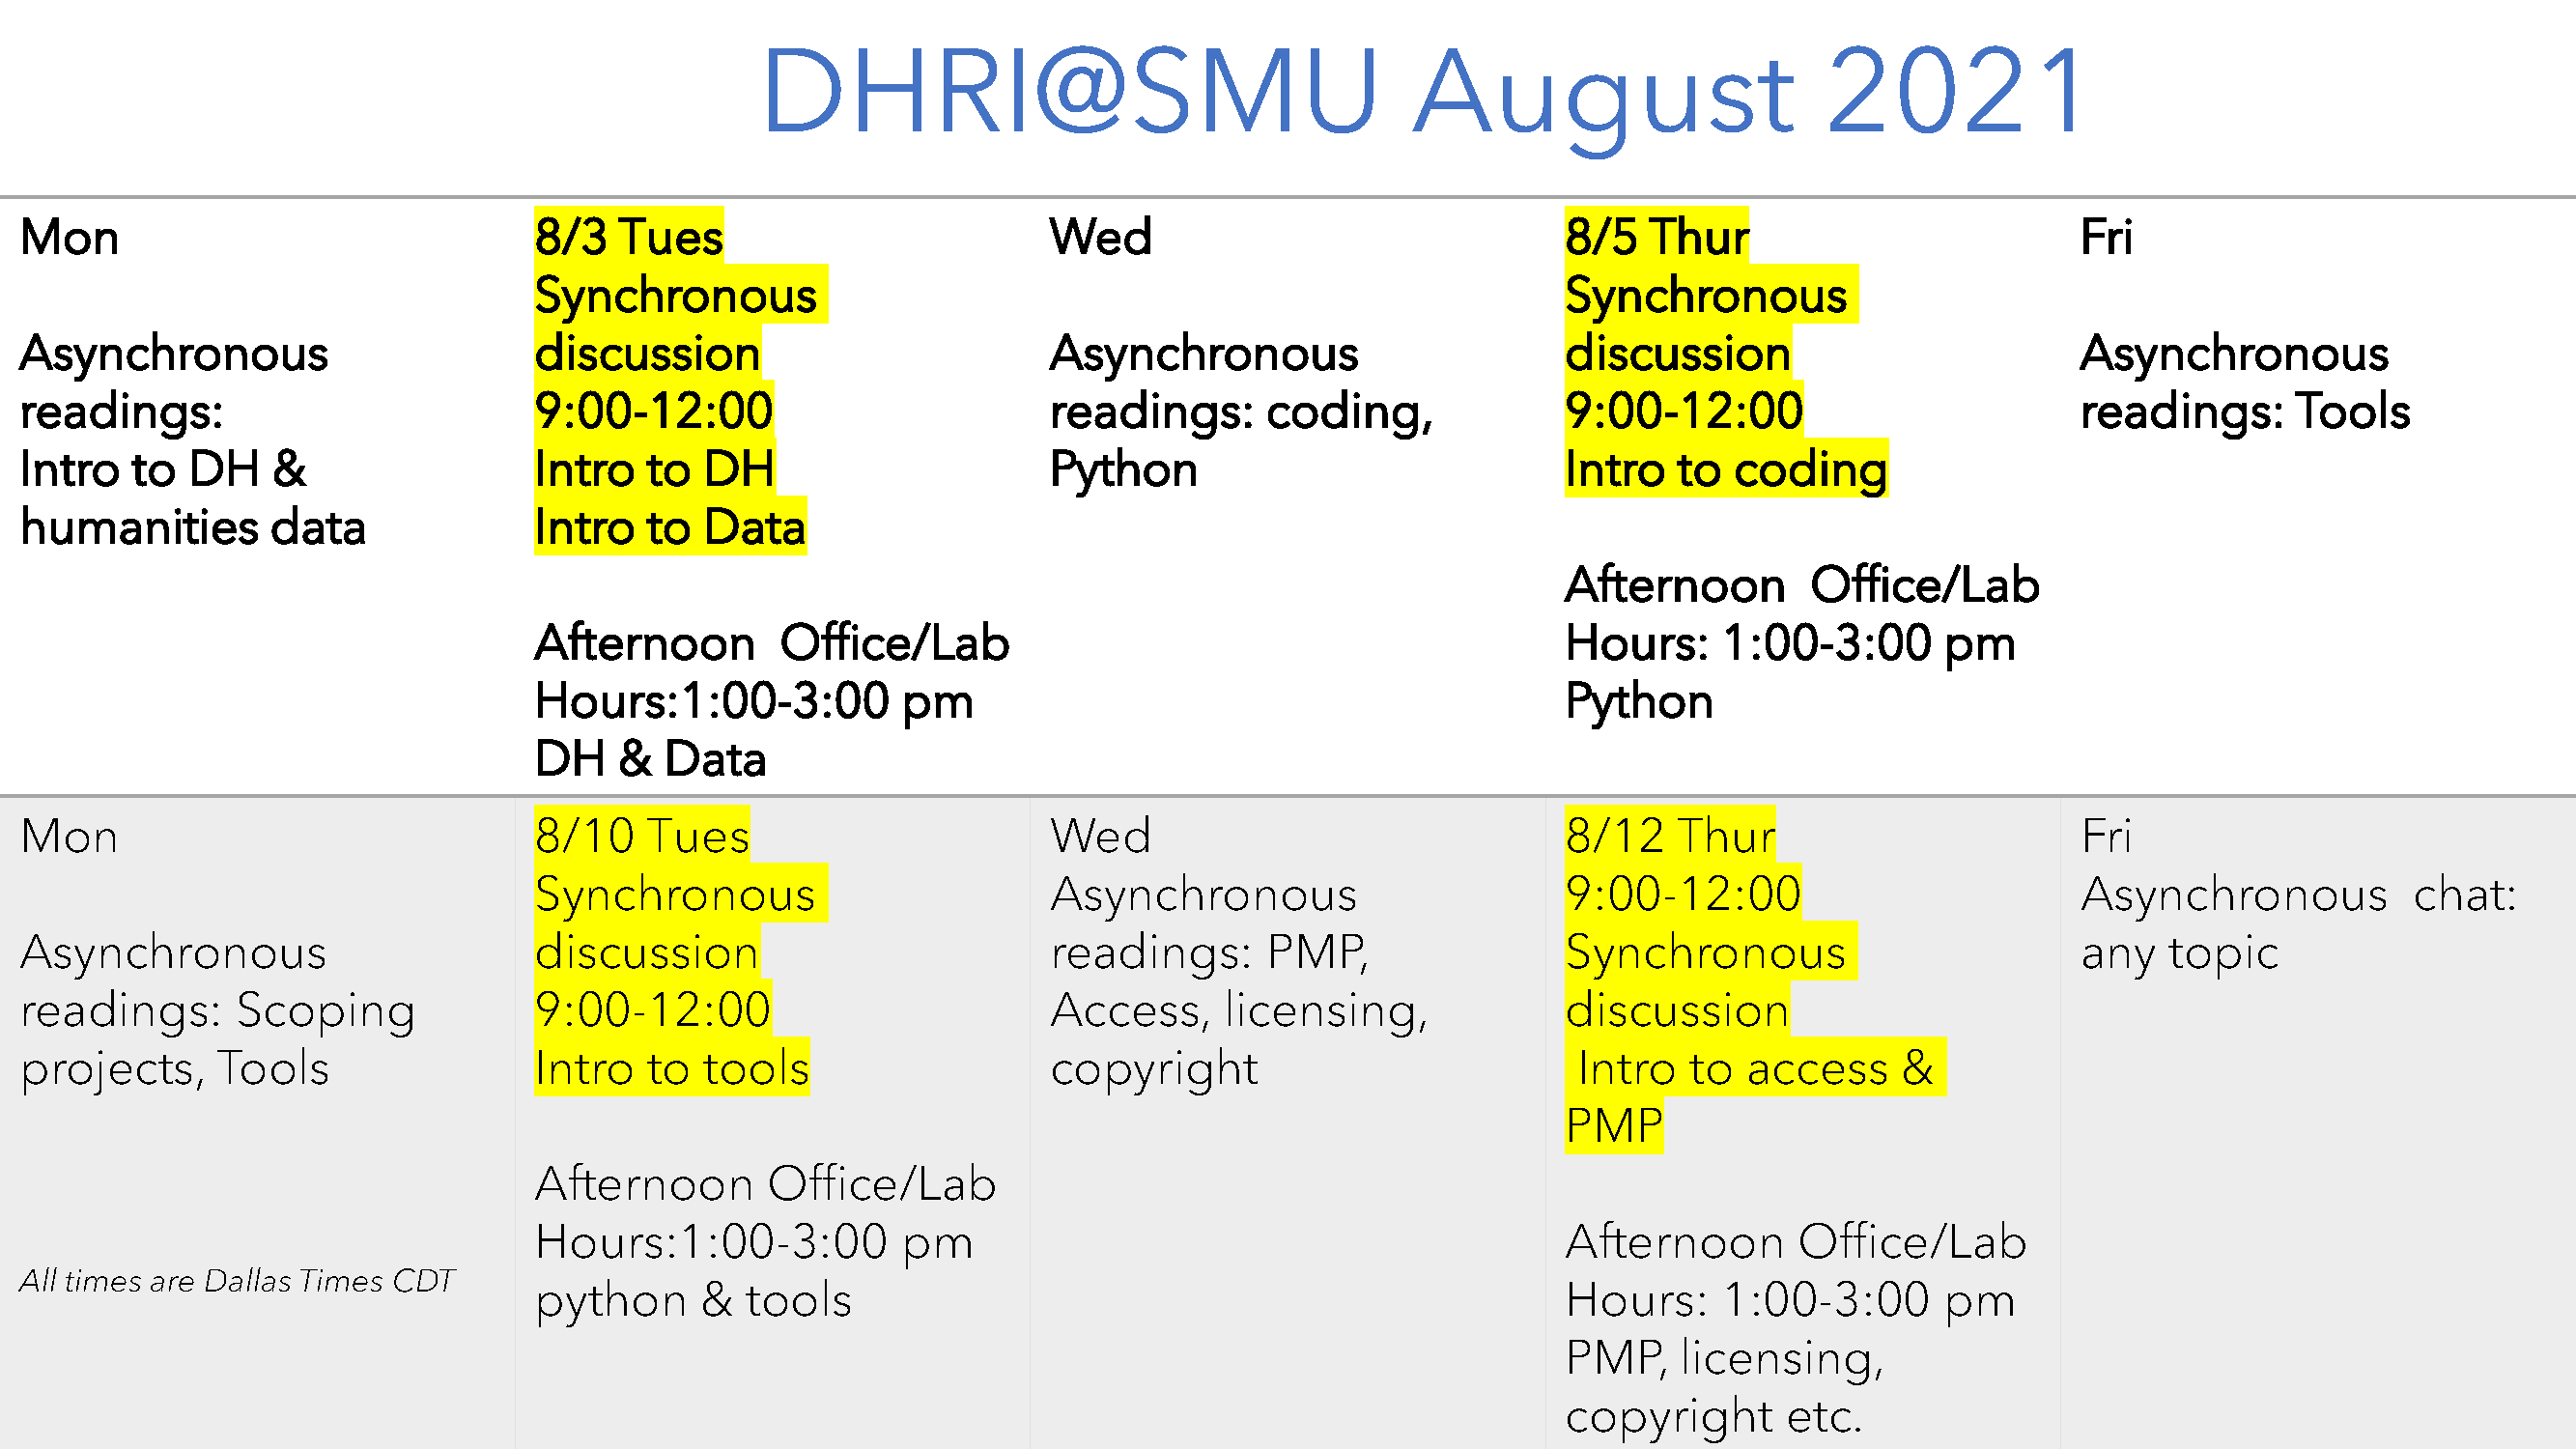 DHRI@SMU August 2021
Mon
Asynchronous
readings:
Intro to DH &
humanities data
8/3 Tues
Synchronous
discussion
9:00-12:00
Intro to DH
Intro to Data
Afternoon Office/Lab
Hours:1:00-3:00 pm
DH & Data
Wed
Asynchronous
readings: coding,
Python
8/5 Thur
Synchronous
discussion
9:00-12:00
Intro to coding
Afternoon Office/Lab
Hours: 1:00-3:00 pm
Python
Fri
Asynchronous
readings: Tools
Mon
Asynchronous
readings: Scoping
projects, Tools
All times are Dallas Times CDT
8/10 Tues
Synchronous
discussion
9:00-12:00
Intro to tools
Afternoon Office/Lab
Hours:1:00-3:00 pm
python & tools
Wed
Asynchronous
readings: PMP,
Access, licensing,
copyright
8/12 Thur
9:00-12:00
Synchronous
discussion
Intro to access &
PMP
Afternoon Office/Lab
Hours: 1:00-3:00 pm
PMP, licensing,
copyright etc.
Fri
Asynchronous chat:
any topic